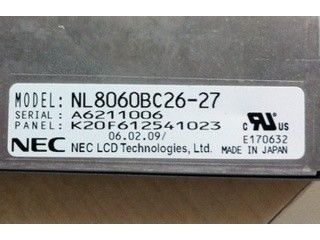 MODEL: NL8060BC26-27
SERIAL: A6211006
PANEL: K20F612541023
06.02.09/
c RU us
E170632
NEC NEC LCD Technologies, Ltd. MADE IN JAPAN